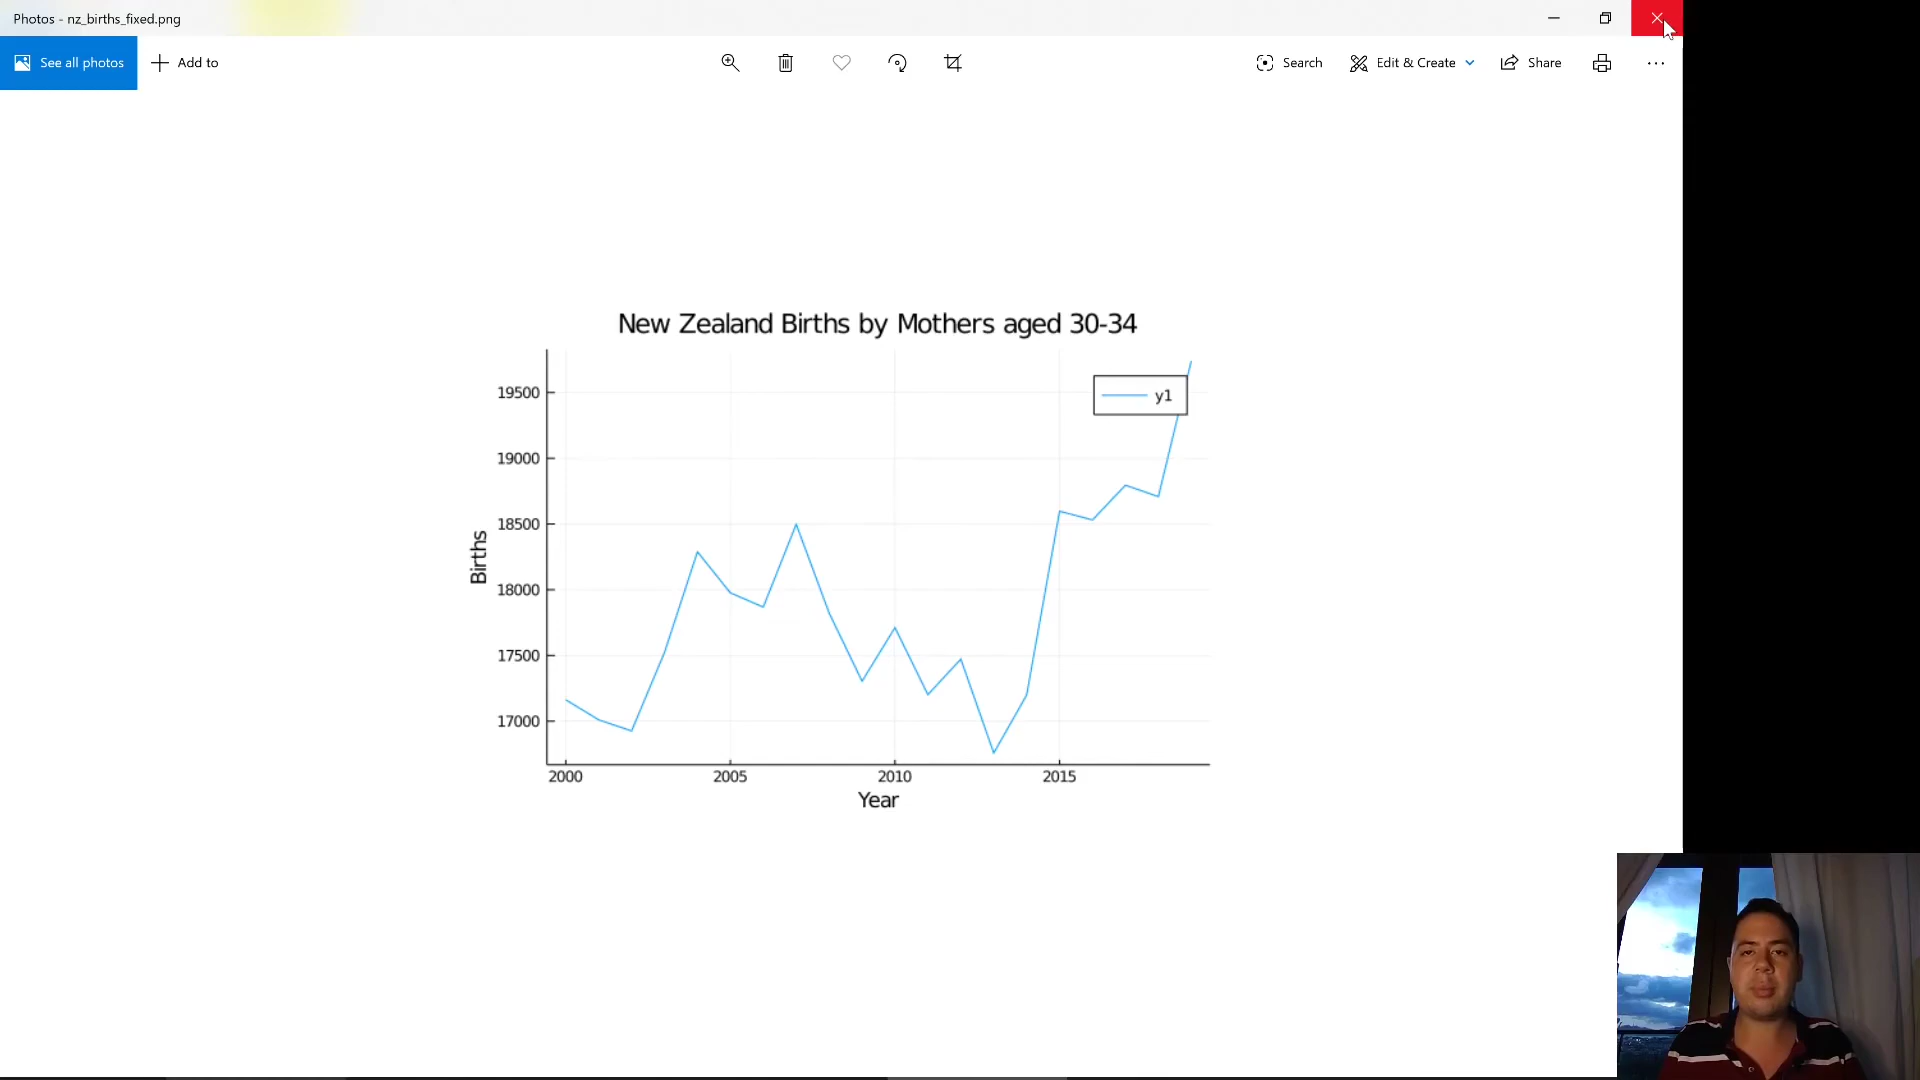 Photos - nz_births_fixed.png
See all photos
Add to
Search
Edit & Create
Share
New Zealand Births by Mothers aged 30-34
y1
19500
19000
18500
18000
17500
17000
Births
2000 2005 2010 2015
Year